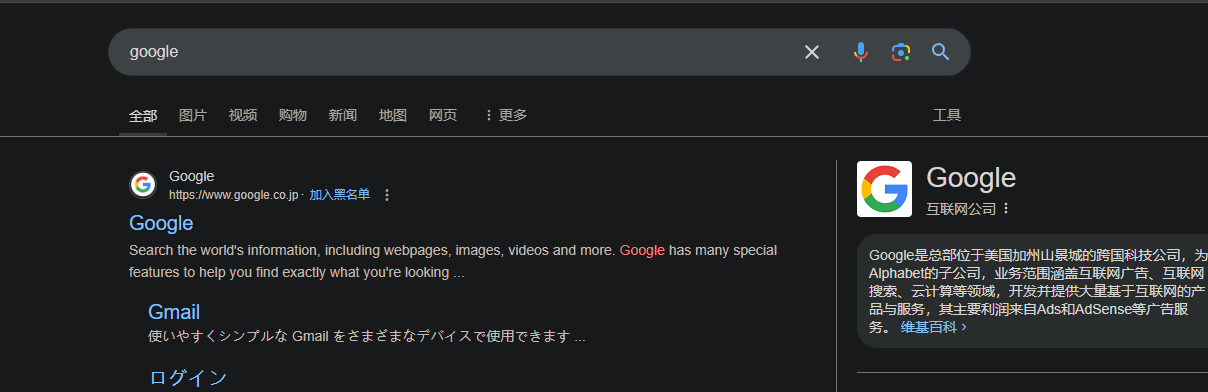 google
全部 图片 视频 购物 新闻 地图 网页 更多 工具
Google
https://www.google.co.jp · 加入黑名单
Google
Search the world's information, including webpages, images, videos and more. Google has many special
features to help you find exactly what you're looking ...
Gmail
使いやすくシンプルな Gmail をさまざまなデバイスで使用できます ...
ログイン
Google
互联网公司
Google是总部位于美国加州山景城的跨国科技公司，为
Alphabet的子公司，业务范围涵盖互联网广告、互联网
搜索、云计算等领域，开发并提供大量基于互联网的产
品与服务，其主要利润来自Ads和AdSense等广告服
务。 维基百科 ›